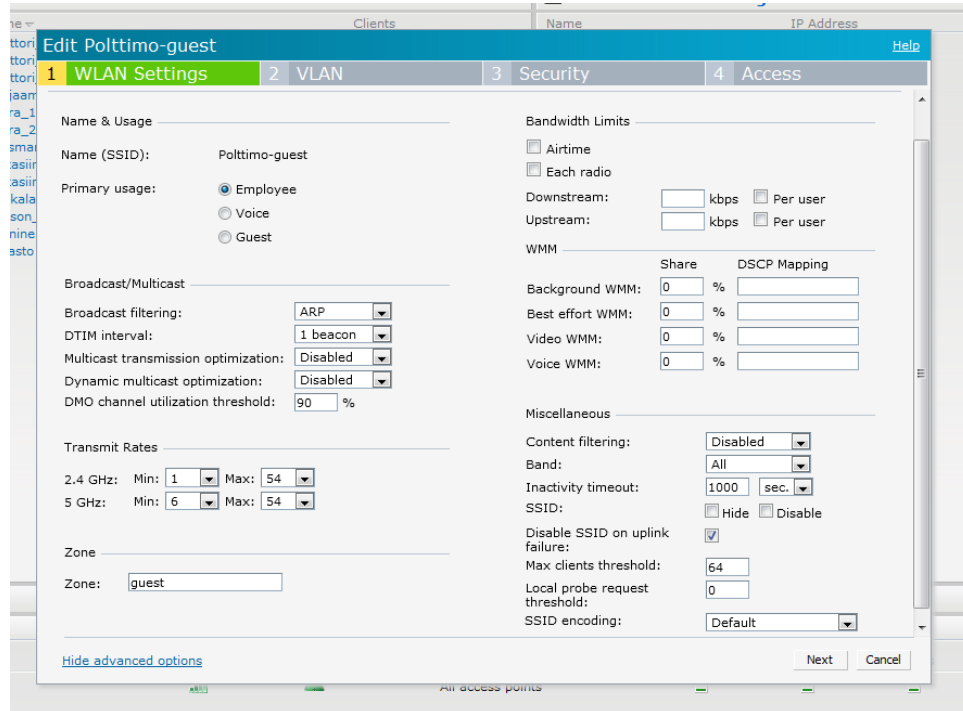 Clients
Name
IP Address
Edit Polttimo-guest
Help
1 WLAN Settings
2 VLAN
3 Security
4 Access
Name & Usage
Name (SSID): Polttimo-guest
Primary usage: Employee
Voice
Guest
Broadcast/Multicast
Broadcast filtering: ARP
DTIM interval: 1 beacon
Multicast transmission optimization: Disabled
Dynamic multicast optimization: Disabled
DMO channel utilization threshold: 90 %
Transmit Rates
2.4 GHz: Min: 1 Max: 54
5 GHz: Min: 6 Max: 54
Zone
Zone: guest
Bandwidth Limits
Airtime
Each radio
Downstream: kbps Per user
Upstream: kbps Per user
WMM
Share DSCP Mapping
Background WMM: 0 %
Best effort WMM: 0 %
Video WMM: 0 %
Voice WMM: 0 %
Miscellaneous
Content filtering: Disabled
Band: All
Inactivity timeout: 1000 sec.
SSID: Hide Disable
Disable SSID on uplink
failure:
Max clients threshold: 64
Local probe request
threshold: 0
SSID encoding: Default
Hide advanced options
Next Cancel
All access points